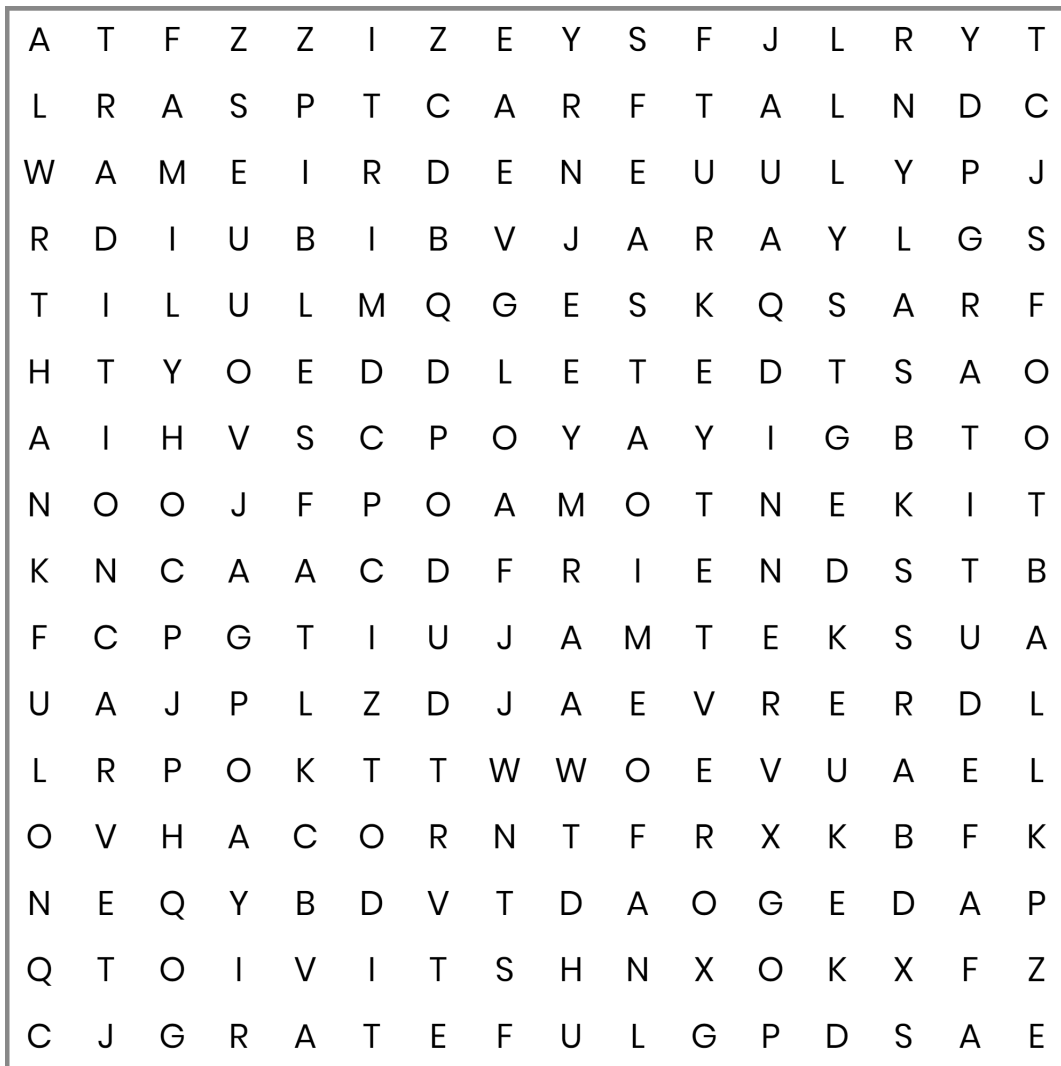 A T F Z Z I Z E Y S F J L R Y T
L R A S P T C A R F T A L N D C
W A M E I R D E N E U U L Y P J
R D I U B I B V J A R A Y L G S
T I L U L M Q G E S K Q S A R F
H T Y O E D D L E T E D T S A O
A I H V S C P O Y A Y I G B T O
N O O J F P O A M O T N E K I T
K N C A A C D F R I E N D S T B
F C P G T I U J A M T E K S U A
U A J P L Z D J A E V R E R D L
L R P O K T T W W O E V U A E L
O V H A C O R N T F R X K B F K
N E Q Y B D V T D A O G E D A P
Q T O I V I T S H N X O K X F Z
C J G R A T E F U L G P D S A E